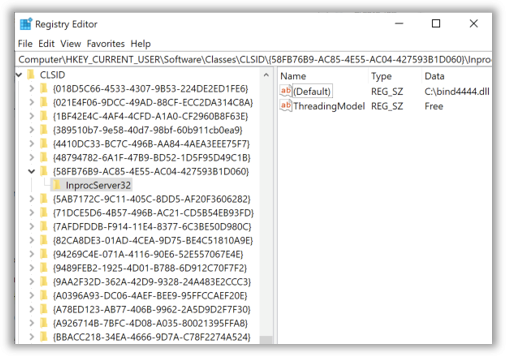 Registry Editor
File Edit View Favorites Help
Computer\HKEY_CURRENT_USER\Software\Classes\CLSID\{58FB76B9-AC85-4E55-AC04-427593B1D060}\Inproc
CLSID
{018D5C66-4533-4307-9B53-224DE2ED1FE6}
{021E4F06-9DCC-49AD-88CF-ECC2DA314C8A}
{1BF42E4C-4AF4-4CFD-A1A0-CF2960B8F63E}
{389510b7-9e58-40d7-98bf-60b911cb0ea9}
{4410DC33-BC7C-496B-AA84-4AEA3EEE75F7}
{48794782-6A1F-47B9-BD52-1D5F95D49C1B}
{58FB76B9-AC85-4E55-AC04-427593B1D060}
InprocServer32
{5AB7172C-9C11-405C-8DD5-AF20F3606282}
{71DCE5D6-4B57-496B-AC21-CD5B54EB93FD}
{7AFDFDDB-F914-11E4-8377-6C3BE50D980C}
{82CA8DE3-01AD-4CEA-9D75-BE4C51810A9E}
{94269C4E-071A-4116-90E6-52E557067E4E}
{9489FEB2-1925-4D01-B788-6D912C70F7F2}
{9AA2F32D-362A-42D9-9328-24A483E2CCC3}
{A0396A93-DC06-4AEF-BEE9-95FFCCAEF20E}
{A78ED123-AB77-406B-9962-2A5D9D2F7F30}
{A926714B-7BFC-4D08-A035-80021395FFA8}
{BBACC218-34EA-4666-9D7A-C78F2274A524}
Name Type Data
(Default) REG_SZ C:\bind4444.dll
ThreadingModel REG_SZ Free